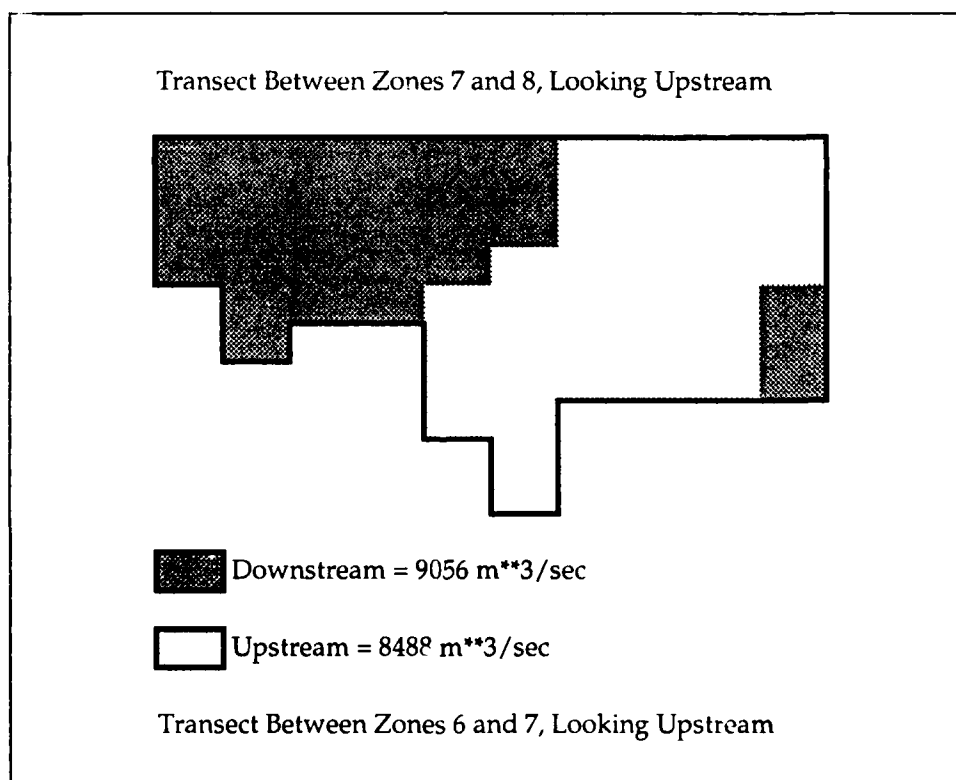 Transect Between Zones 7 and 8, Looking Upstream
Downstream = 9056 m**3/sec
Upstream = 8488 m**3/sec
Transect Between Zones 6 and 7, Looking Upstream